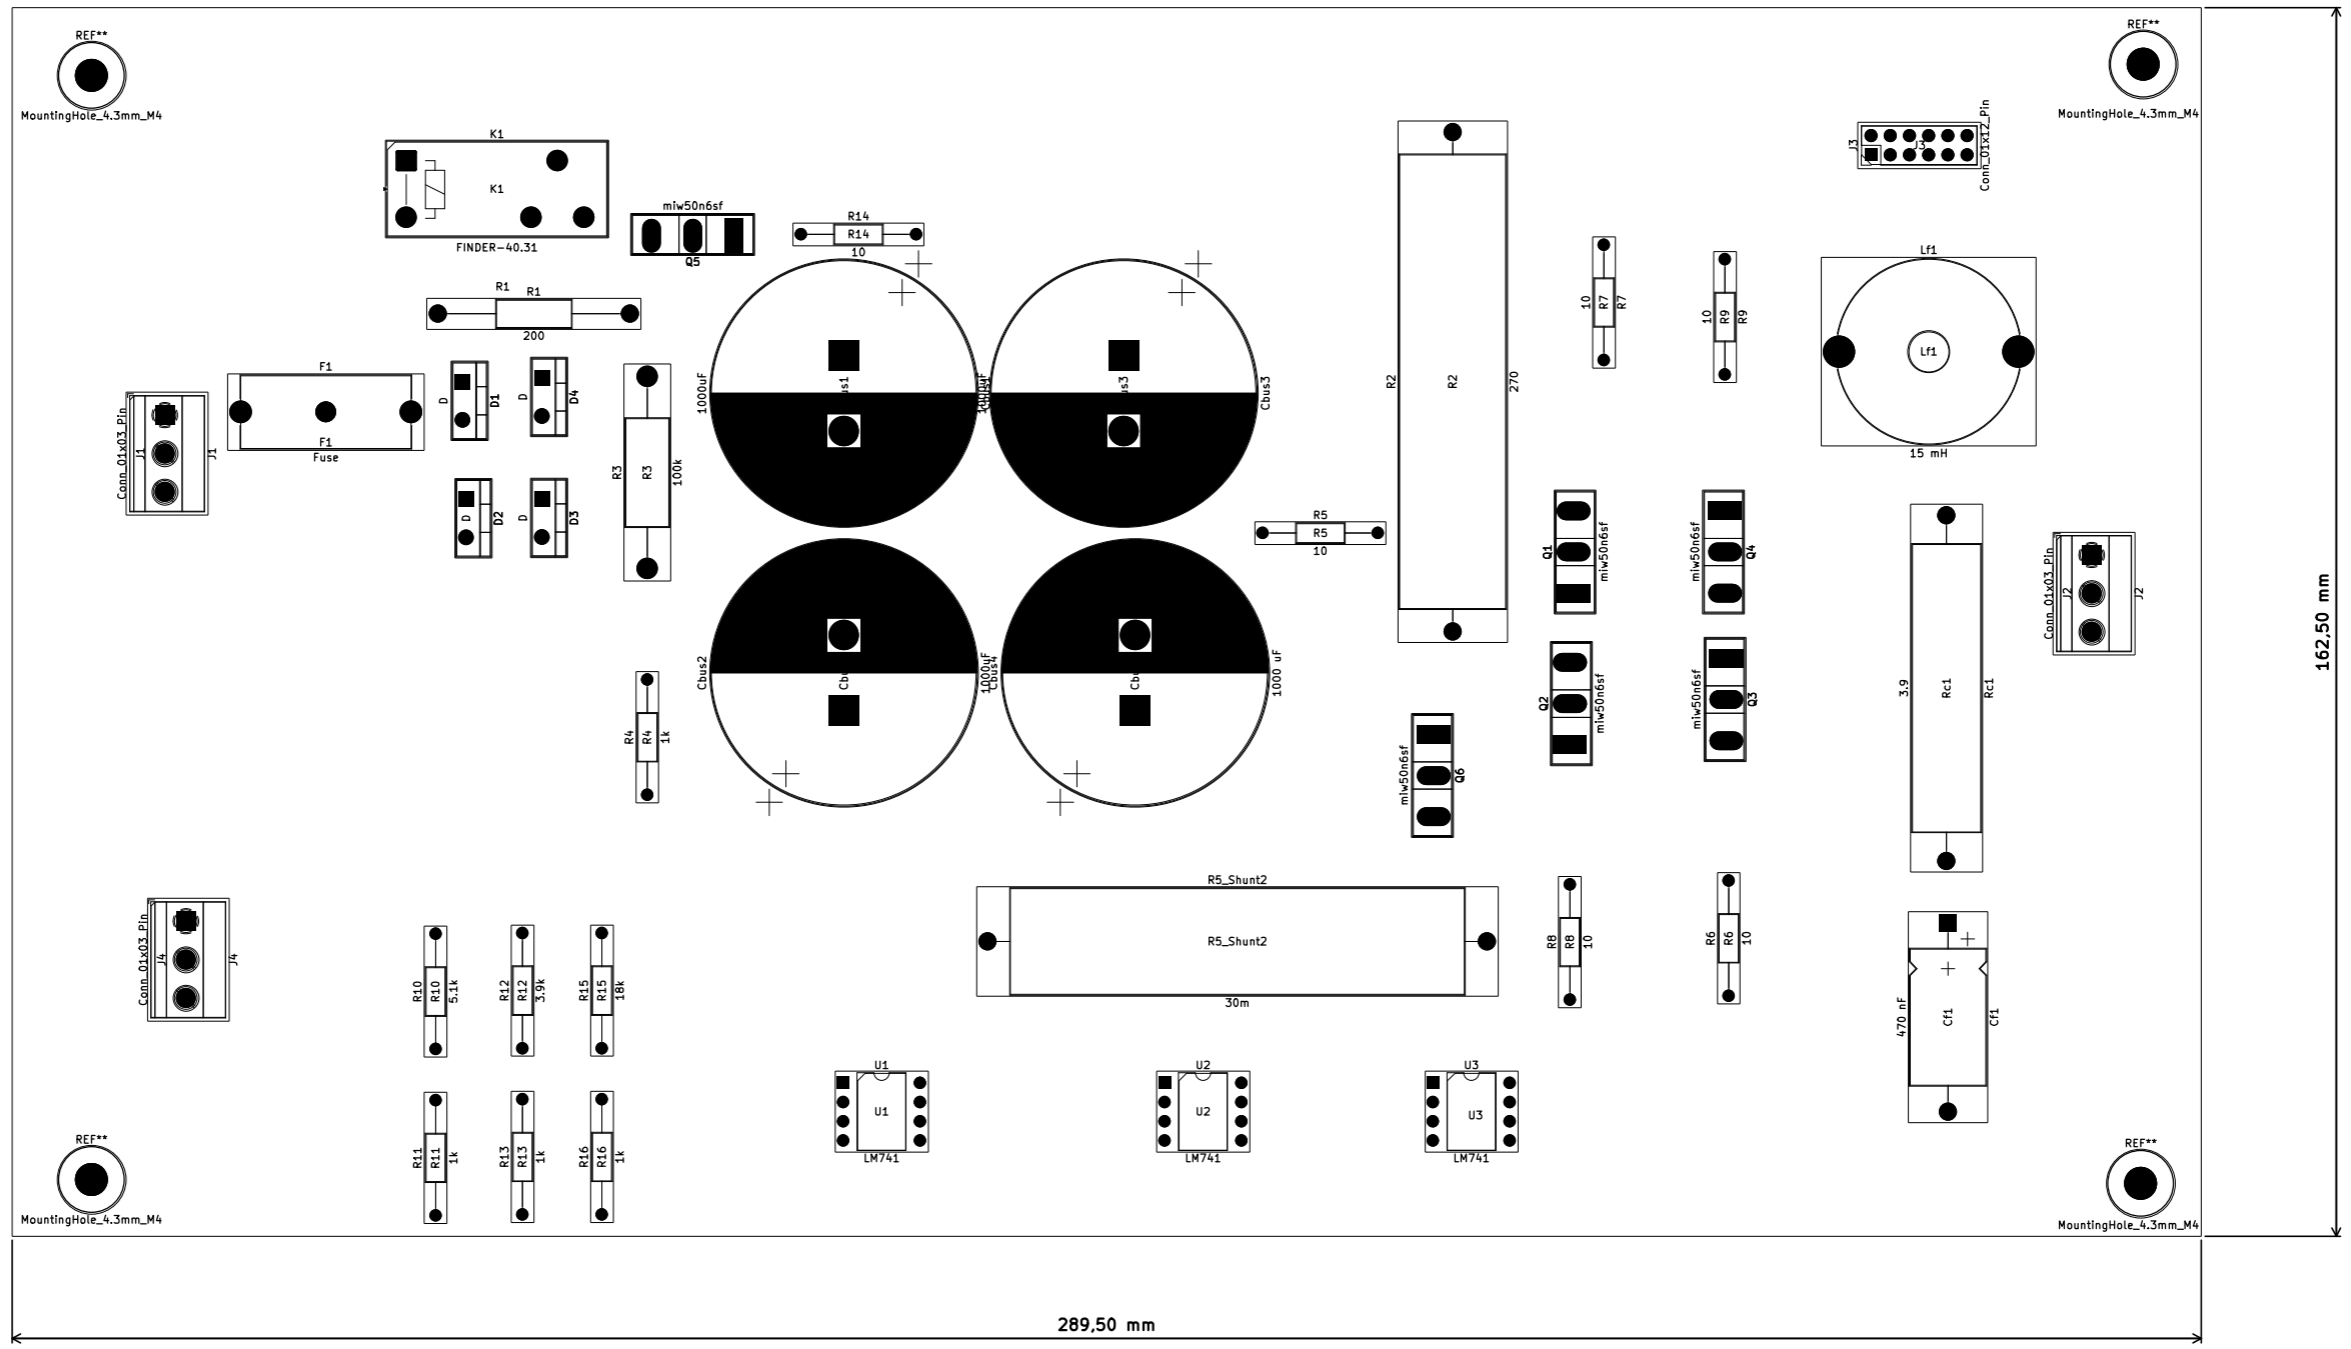 REF**
MountingHole_4.3mm_M4
REF**
MountingHole_4.3mm_M4
K1
K1
FINDER-40.31
miw50n6sf
Q5
R14
R14
10
J3
J3
Conn_01x12_Pin
R1
R1
200
10
R7
R7
10
R9
R9
Lf1
Lf1
15 mH
F1
F1
Fuse
D
D1
D
D4
D
D2
D
D3
Conn_01x03_Pin
J1
J1
R3
R3
100k
1000uF
Cbus3
R2
R2
270
R5
R5
10
Q1
miw50n6sf
miw50n6sf
Q4
Q2
miw50n6sf
miw50n6sf
Q3
miw50n6sf
Q6
3.9
Rc1
Rc1
Conn_01x03_Pin
J2
J2
Cbus2
1000uF
Cbus4
1000 uF
R4
R4
1k
R5_Shunt2
R5_Shunt2
30m
R8
R8
10
R6
R6
10
470 nF
Cf1
Cf1
Conn_01x03_Pin
J4
J4
R10
R10
5.1k
R12
R12
3.9k
R15
R15
18k
R11
R11
1k
R13
R13
1k
R16
R16
1k
U1
U1
LM741
U2
U2
LM741
U3
U3
LM741
REF**
MountingHole_4.3mm_M4
REF**
MountingHole_4.3mm_M4
162,50 mm
289,50 mm